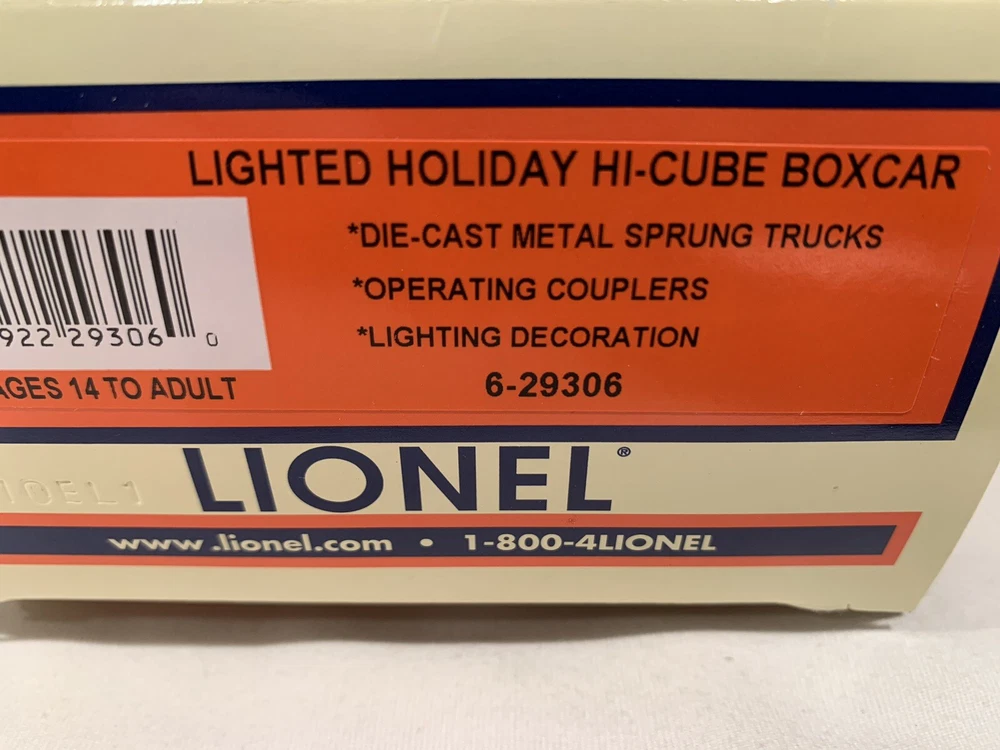 LIGHTED HOLIDAY HI-CUBE BOXCAR
*DIE-CAST METAL SPRUNG TRUCKS
*OPERATING COUPLERS
*LIGHTING DECORATION
6-29306
922 29306 0
AGES 14 TO ADULT
LIONEL®
10EL1
www.lionel.com • 1-800-4LIONEL